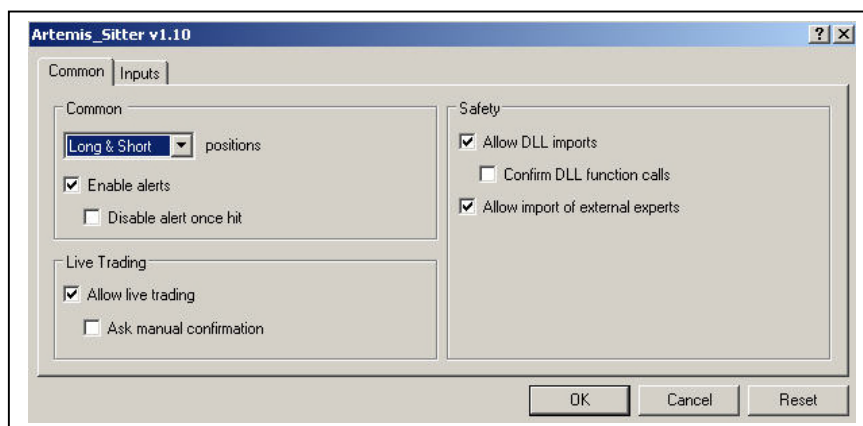 Artemis_Sitter v1.10
Common Inputs
Common
Long & Short positions
Enable alerts
Disable alert once hit
Live Trading
Allow live trading
Ask manual confirmation
Safety
Allow DLL imports
Confirm DLL function calls
Allow import of external experts
OK Cancel Reset